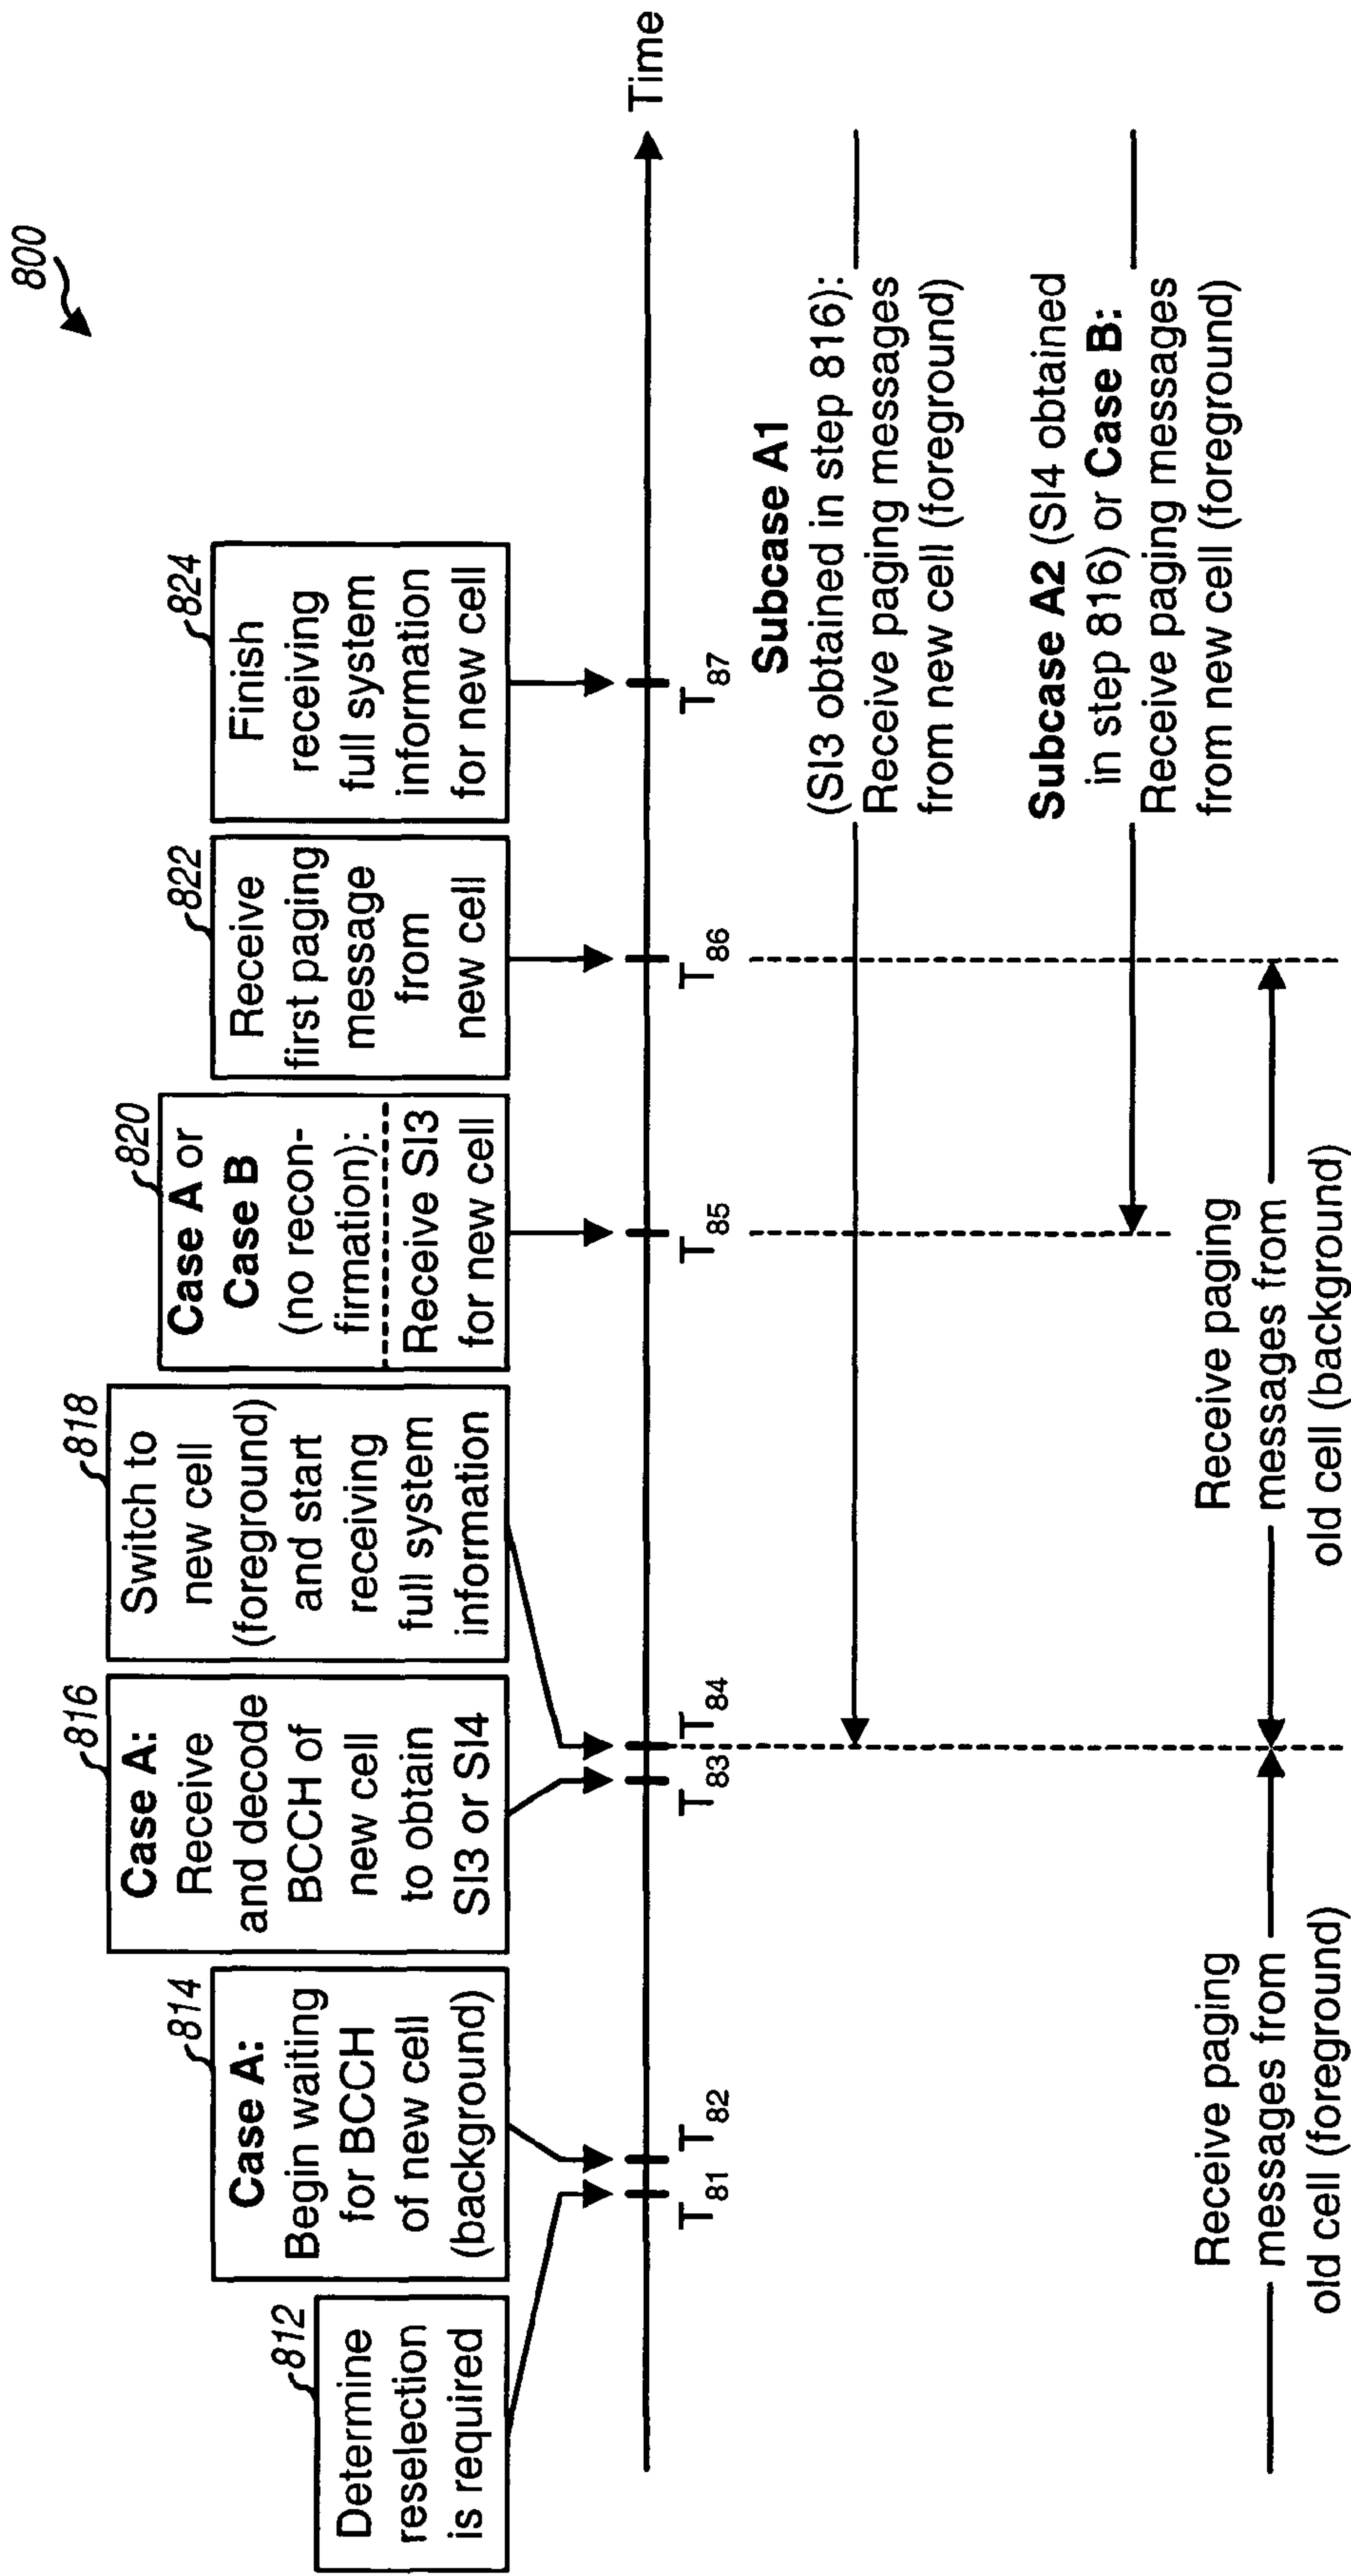 800
812
Determine
reselection
is required
814
Case A:
Begin waiting
for BCCH
of new cell
(background)
816
Case A:
Receive
and decode
BCCH of
new cell
to obtain
SI3 or SI4
818
Switch to
new cell
(foreground)
and start
receiving
full system
information
820
Case A or
Case B
(no recon-
firmation):
Receive SI3
for new cell
822
Receive
first paging
message
from
new cell
824
Finish
receiving
full system
information
for new cell
Time
T81
T82
T83
T84
T85
T86
T87
Subcase A1
(SI3 obtained in step 816):
Receive paging messages
from new cell (foreground)
Subcase A2 (SI4 obtained
in step 816) or Case B:
Receive paging messages
from new cell (foreground)
Receive paging
messages from
old cell (foreground)
Receive paging
messages from
old cell (background)